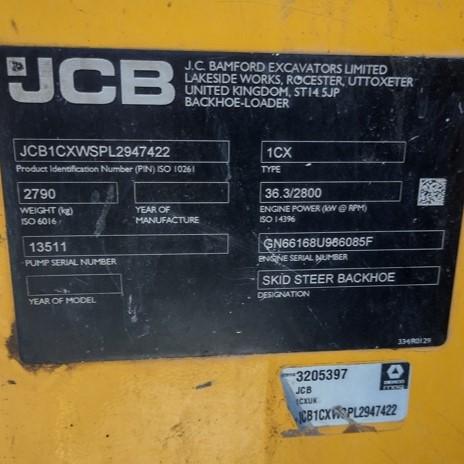 JCB
J.C. BAMFORD EXCAVATORS LIMITED
LAKESIDE WORKS, ROCESTER, UTTOXETER
UNITED KINGDOM, ST14 5JP
BACKHOE-LOADER
JCB1CXWSPL2947422
Product Identification Number (PIN) ISO 10261
1CX
TYPE
2790
WEIGHT (kg)
ISO 6016
YEAR OF
MANUFACTURE
36.3/2800
ENGINE POWER (kW @ RPM)
ISO 14396
13511
PUMP SERIAL NUMBER
GN66168U966085F
ENGINE SERIAL NUMBER
YEAR OF MODEL
SKID STEER BACKHOE
DESIGNATION
334/R0129
3205397
JCB
1CXUK
JCB1CXWSPL2947422